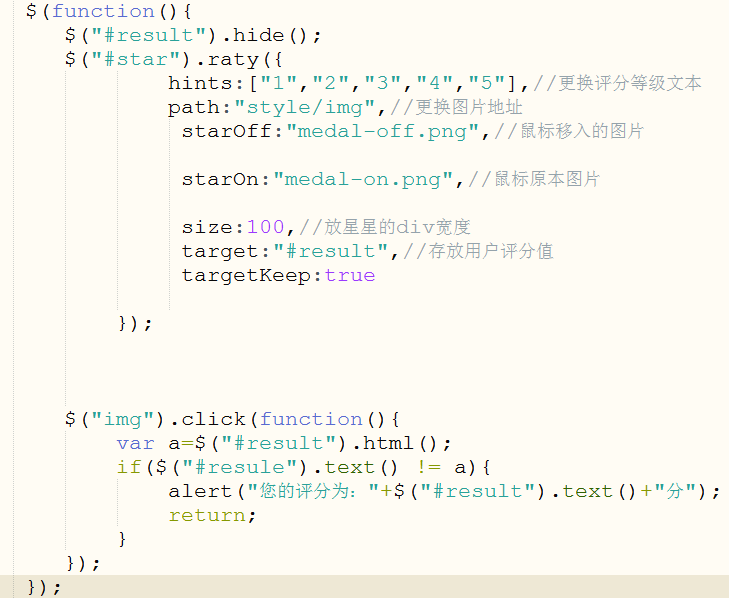 $(function(){
$("#result").hide();
$("#star").raty({
hints:["1","2","3","4","5"],//更换评分等级文本
path:"style/img",//更换图片地址
starOff:"medal-off.png",//鼠标移入的图片
starOn:"medal-on.png",//鼠标原本图片
size:100,//放星星的div宽度
target:"#result",//存放用户评分值
targetKeep:true
});
$("img").click(function(){
var a=$("#result").html();
if($("#resule").text() != a){
alert("您的评分为："+$("#result").text()+"分");
return;
}
});
});